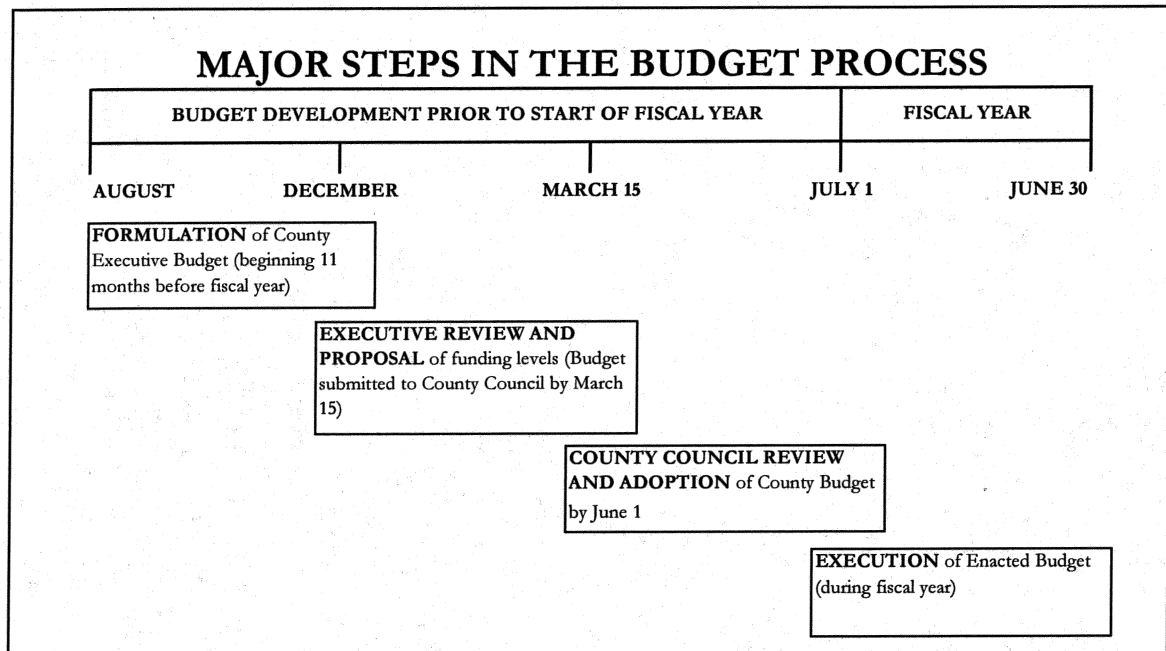 MAJOR STEPS IN THE BUDGET PROCESS
BUDGET DEVELOPMENT PRIOR TO START OF FISCAL YEAR
FISCAL YEAR
AUGUST
DECEMBER
MARCH 15
JULY 1
JUNE 30
FORMULATION of County
Executive Budget (beginning 11
months before fiscal year)
EXECUTIVE REVIEW AND
PROPOSAL of funding levels (Budget
submitted to County Council by March
15)
COUNTY COUNCIL REVIEW
AND ADOPTION of County Budget
by June 1
EXECUTION of Enacted Budget
(during fiscal year)